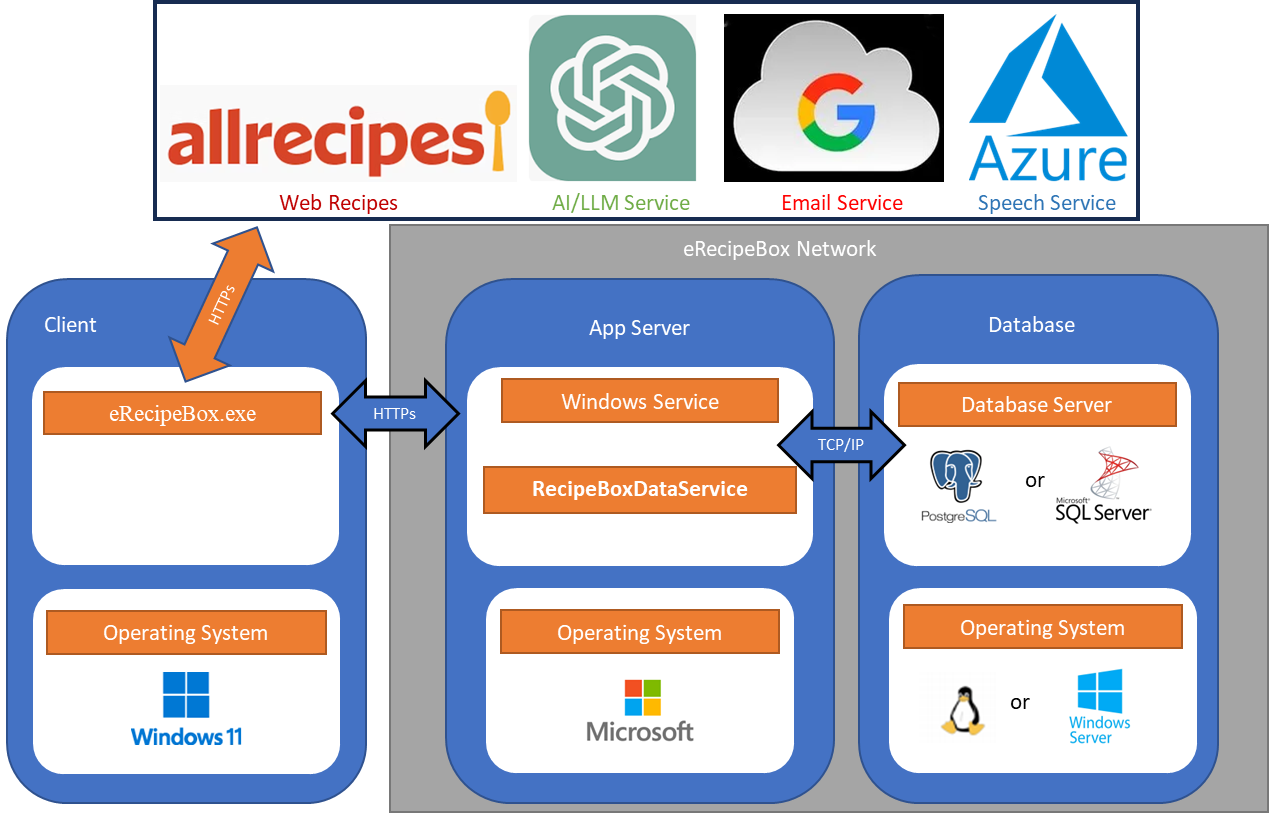 allrecipes
Azure
Web Recipes
AI/LLM Service
Email Service
Speech Service
eRecipeBox Network
HTTPs
Client
App Server
Database
eRecipeBox.exe
HTTPs
Windows Service
TCP/IP
Database Server
RecipeBoxDataService
PostgreSQL
or
Microsoft®
SQL Server
Operating System
Windows 11
Operating System
Microsoft
Operating System
or
Windows
Server